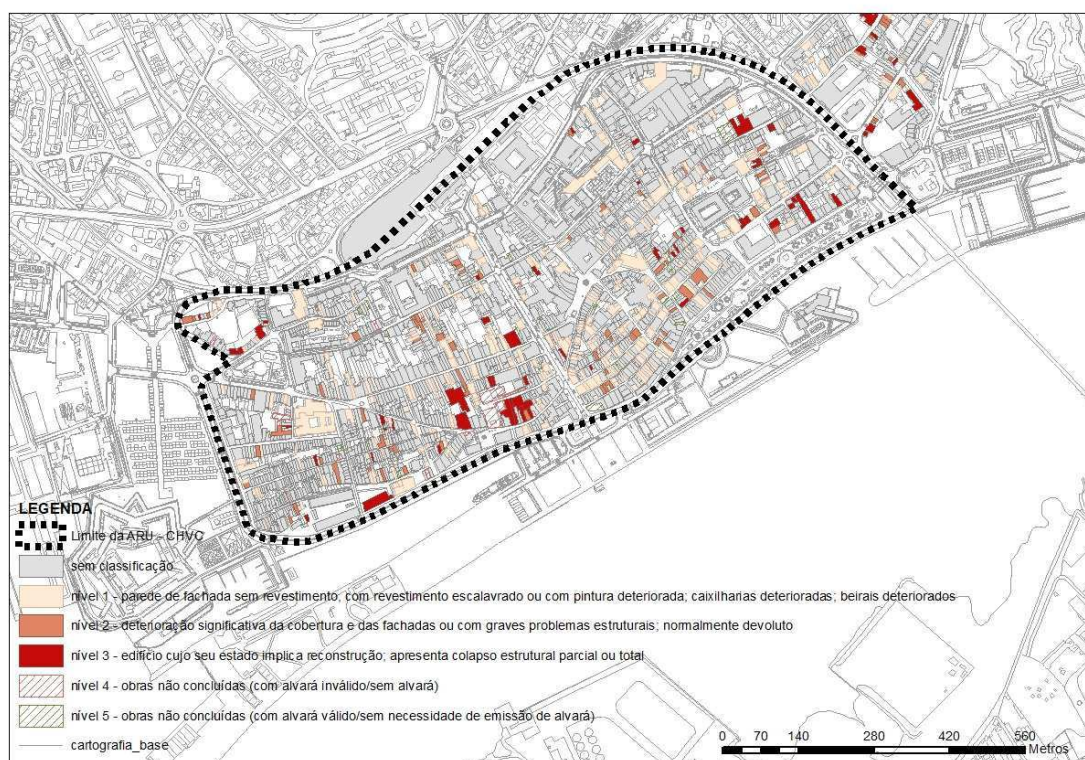 LEGENDA
Limite da ARU - CHVC
sem classificação
nível 1 - parede de fachada sem revestimento, com revestimento escalavrado ou com pintura deteriorada; caixilharias deterioradas; beirais deteriorados
nível 2 - deterioração significativa da cobertura e das fachadas ou com graves problemas estruturais; normalmente devoluto
nível 3 - edifício cujo seu estado implica reconstrução; apresenta colapso estrutural parcial ou total
nível 4 - obras não concluídas (com alvará inválido/sem alvará)
nível 5 - obras não concluídas (com alvará válido/sem necessidade de emissão de alvará)
cartografia_base
0 70 140 280 420 560
Metros